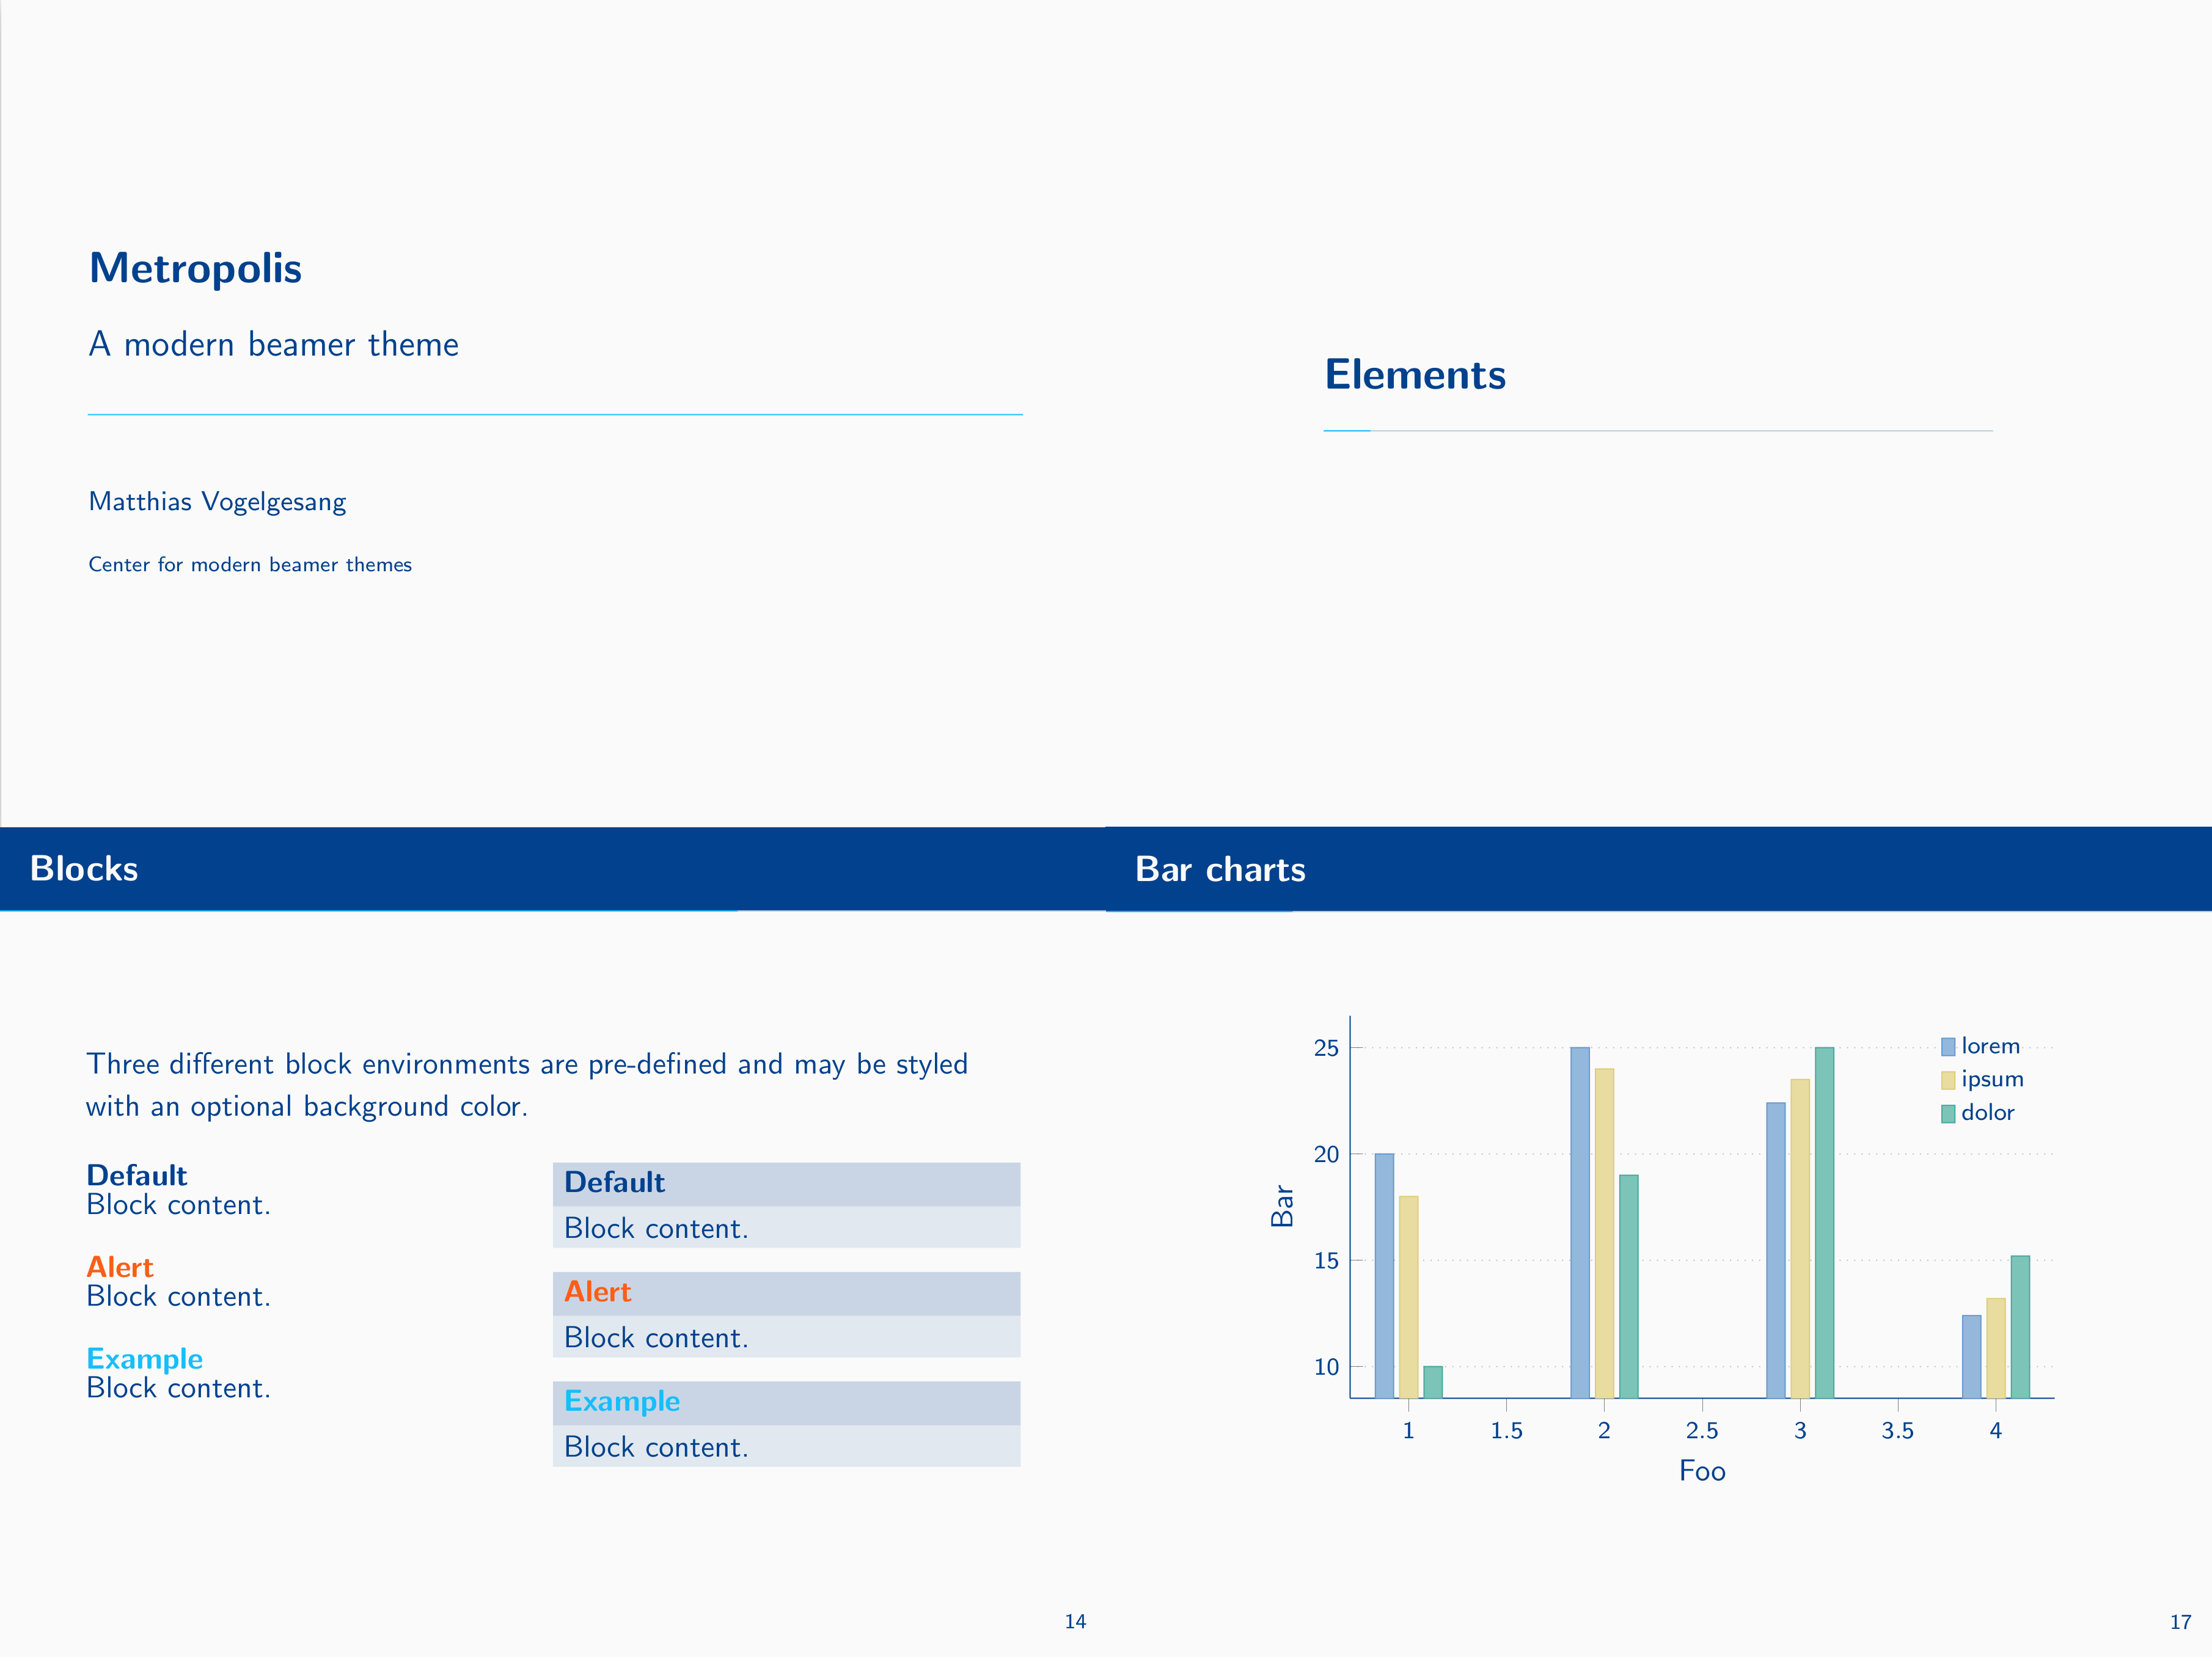 Metropolis
A modern beamer theme
Matthias Vogelgesang
Center for modern beamer themes
Elements
Blocks
Three different block environments are pre-defined and may be styled
with an optional background color.
Default
Block content.
Alert
Block content.
Example
Block content.
Default
Block content.
Alert
Block content.
Example
Block content.
14
Bar charts
25
20
15
10
Bar
1 1.5 2 2.5 3 3.5 4
Foo
lorem
ipsum
dolor
17